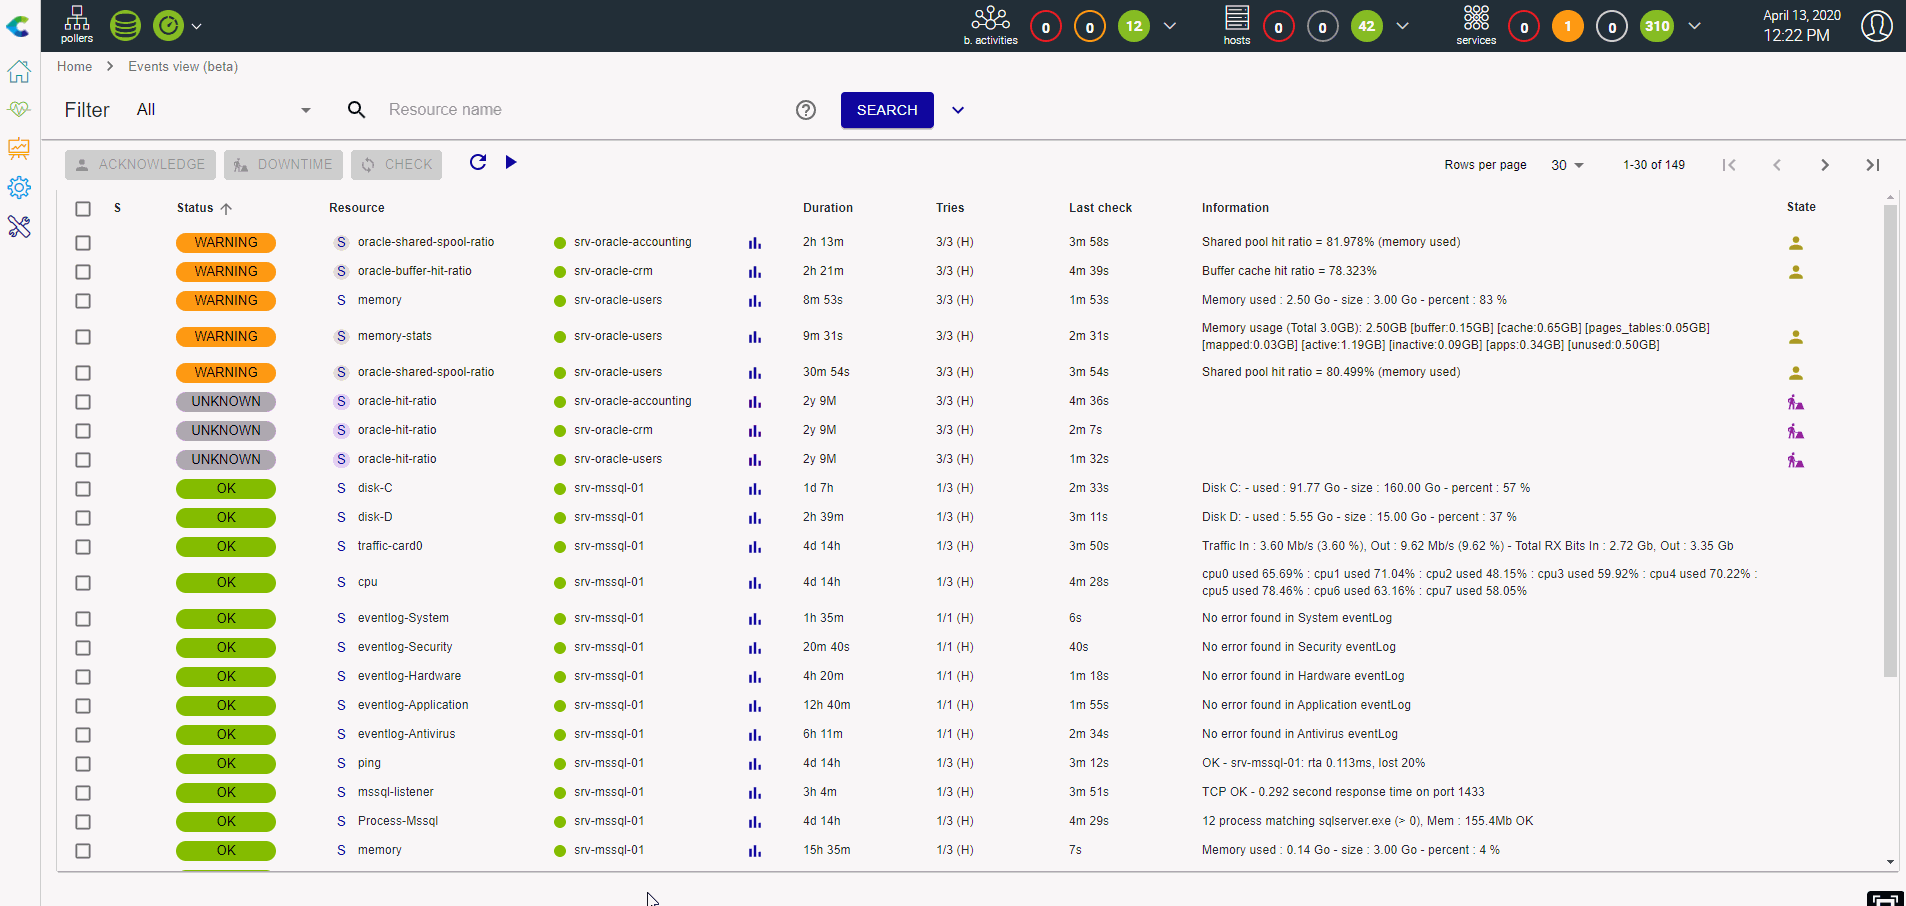 pollers
b. activities 0 0 12
hosts 0 0 42
services 0 1 0 310
April 13, 2020
12:22 PM
Home Events view (beta)
Filter All Resource name ? SEARCH
ACKNOWLEDGE DOWNTIME CHECK Rows per page 30 1-30 of 149
S Status Resource Duration Tries Last check Information State
WARNING S oracle-shared-spool-ratio srv-oracle-accounting 2h 13m 3/3 (H) 3m 58s Shared pool hit ratio = 81.978% (memory used)
WARNING S oracle-buffer-hit-ratio srv-oracle-crm 2h 21m 3/3 (H) 4m 39s Buffer cache hit ratio = 78.323%
WARNING S memory srv-oracle-users 8m 53s 3/3 (H) 1m 53s Memory used : 2.50 Go - size : 3.00 Go - percent : 83 %
WARNING S memory-stats srv-oracle-users 9m 31s 3/3 (H) 2m 31s Memory usage (Total 3.0GB): 2.50GB [buffer:0.15GB] [cache:0.65GB] [pages_tables:0.05GB]
[mapped:0.03GB] [active:1.19GB] [inactive:0.09GB] [apps:0.34GB] [unused:0.50GB]
WARNING S oracle-shared-spool-ratio srv-oracle-users 30m 54s 3/3 (H) 3m 54s Shared pool hit ratio = 80.499% (memory used)
UNKNOWN S oracle-hit-ratio srv-oracle-accounting 2y 9M 3/3 (H) 4m 36s
UNKNOWN S oracle-hit-ratio srv-oracle-crm 2y 9M 3/3 (H) 2m 7s
UNKNOWN S oracle-hit-ratio srv-oracle-users 2y 9M 3/3 (H) 1m 32s
OK S disk-C srv-mssql-01 1d 7h 1/3 (H) 2m 33s Disk C: - used : 91.77 Go - size : 160.00 Go - percent : 57 %
OK S disk-D srv-mssql-01 2h 39m 1/3 (H) 3m 11s Disk D: - used : 5.55 Go - size : 15.00 Go - percent : 37 %
OK S traffic-card0 srv-mssql-01 4d 14h 1/3 (H) 3m 50s Traffic In : 3.60 Mb/s (3.60 %), Out : 9.62 Mb/s (9.62 %) - Total RX Bits In : 2.72 Gb, Out : 3.35 Gb
OK S cpu srv-mssql-01 4d 14h 1/3 (H) 4m 28s cpu0 used 65.69% : cpu1 used 71.04% : cpu2 used 48.15% : cpu3 used 59.92% : cpu4 used 70.22% :
cpu5 used 78.46% : cpu6 used 63.16% : cpu7 used 58.05%
OK S eventlog-System srv-mssql-01 1h 35m 1/1 (H) 6s No error found in System eventLog
OK S eventlog-Security srv-mssql-01 20m 40s 1/1 (H) 40s No error found in Security eventLog
OK S eventlog-Hardware srv-mssql-01 4h 20m 1/1 (H) 1m 18s No error found in Hardware eventLog
OK S eventlog-Application srv-mssql-01 12h 40m 1/1 (H) 1m 55s No error found in Application eventLog
OK S eventlog-Antivirus srv-mssql-01 6h 11m 1/1 (H) 2m 34s No error found in Antivirus eventLog
OK S ping srv-mssql-01 4d 14h 1/3 (H) 3m 12s OK - srv-mssql-01: rta 0.113ms, lost 20%
OK S mssql-listener srv-mssql-01 3h 4m 1/3 (H) 3m 51s TCP OK - 0.292 second response time on port 1433
OK S Process-Mssql srv-mssql-01 4d 14h 1/3 (H) 4m 29s 12 process matching sqlserver.exe (> 0), Mem : 155.4Mb OK
OK S memory srv-mssql-01 15h 35m 1/3 (H) 7s Memory used : 0.14 Go - size : 3.00 Go - percent : 4 %